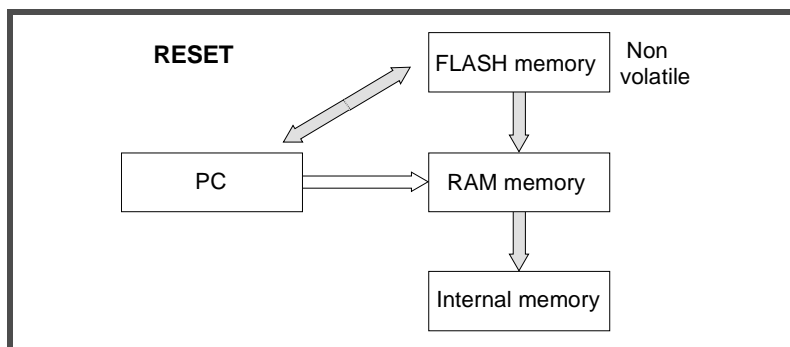 RESET
FLASH memory
Non
volatile
PC
RAM memory
Internal memory